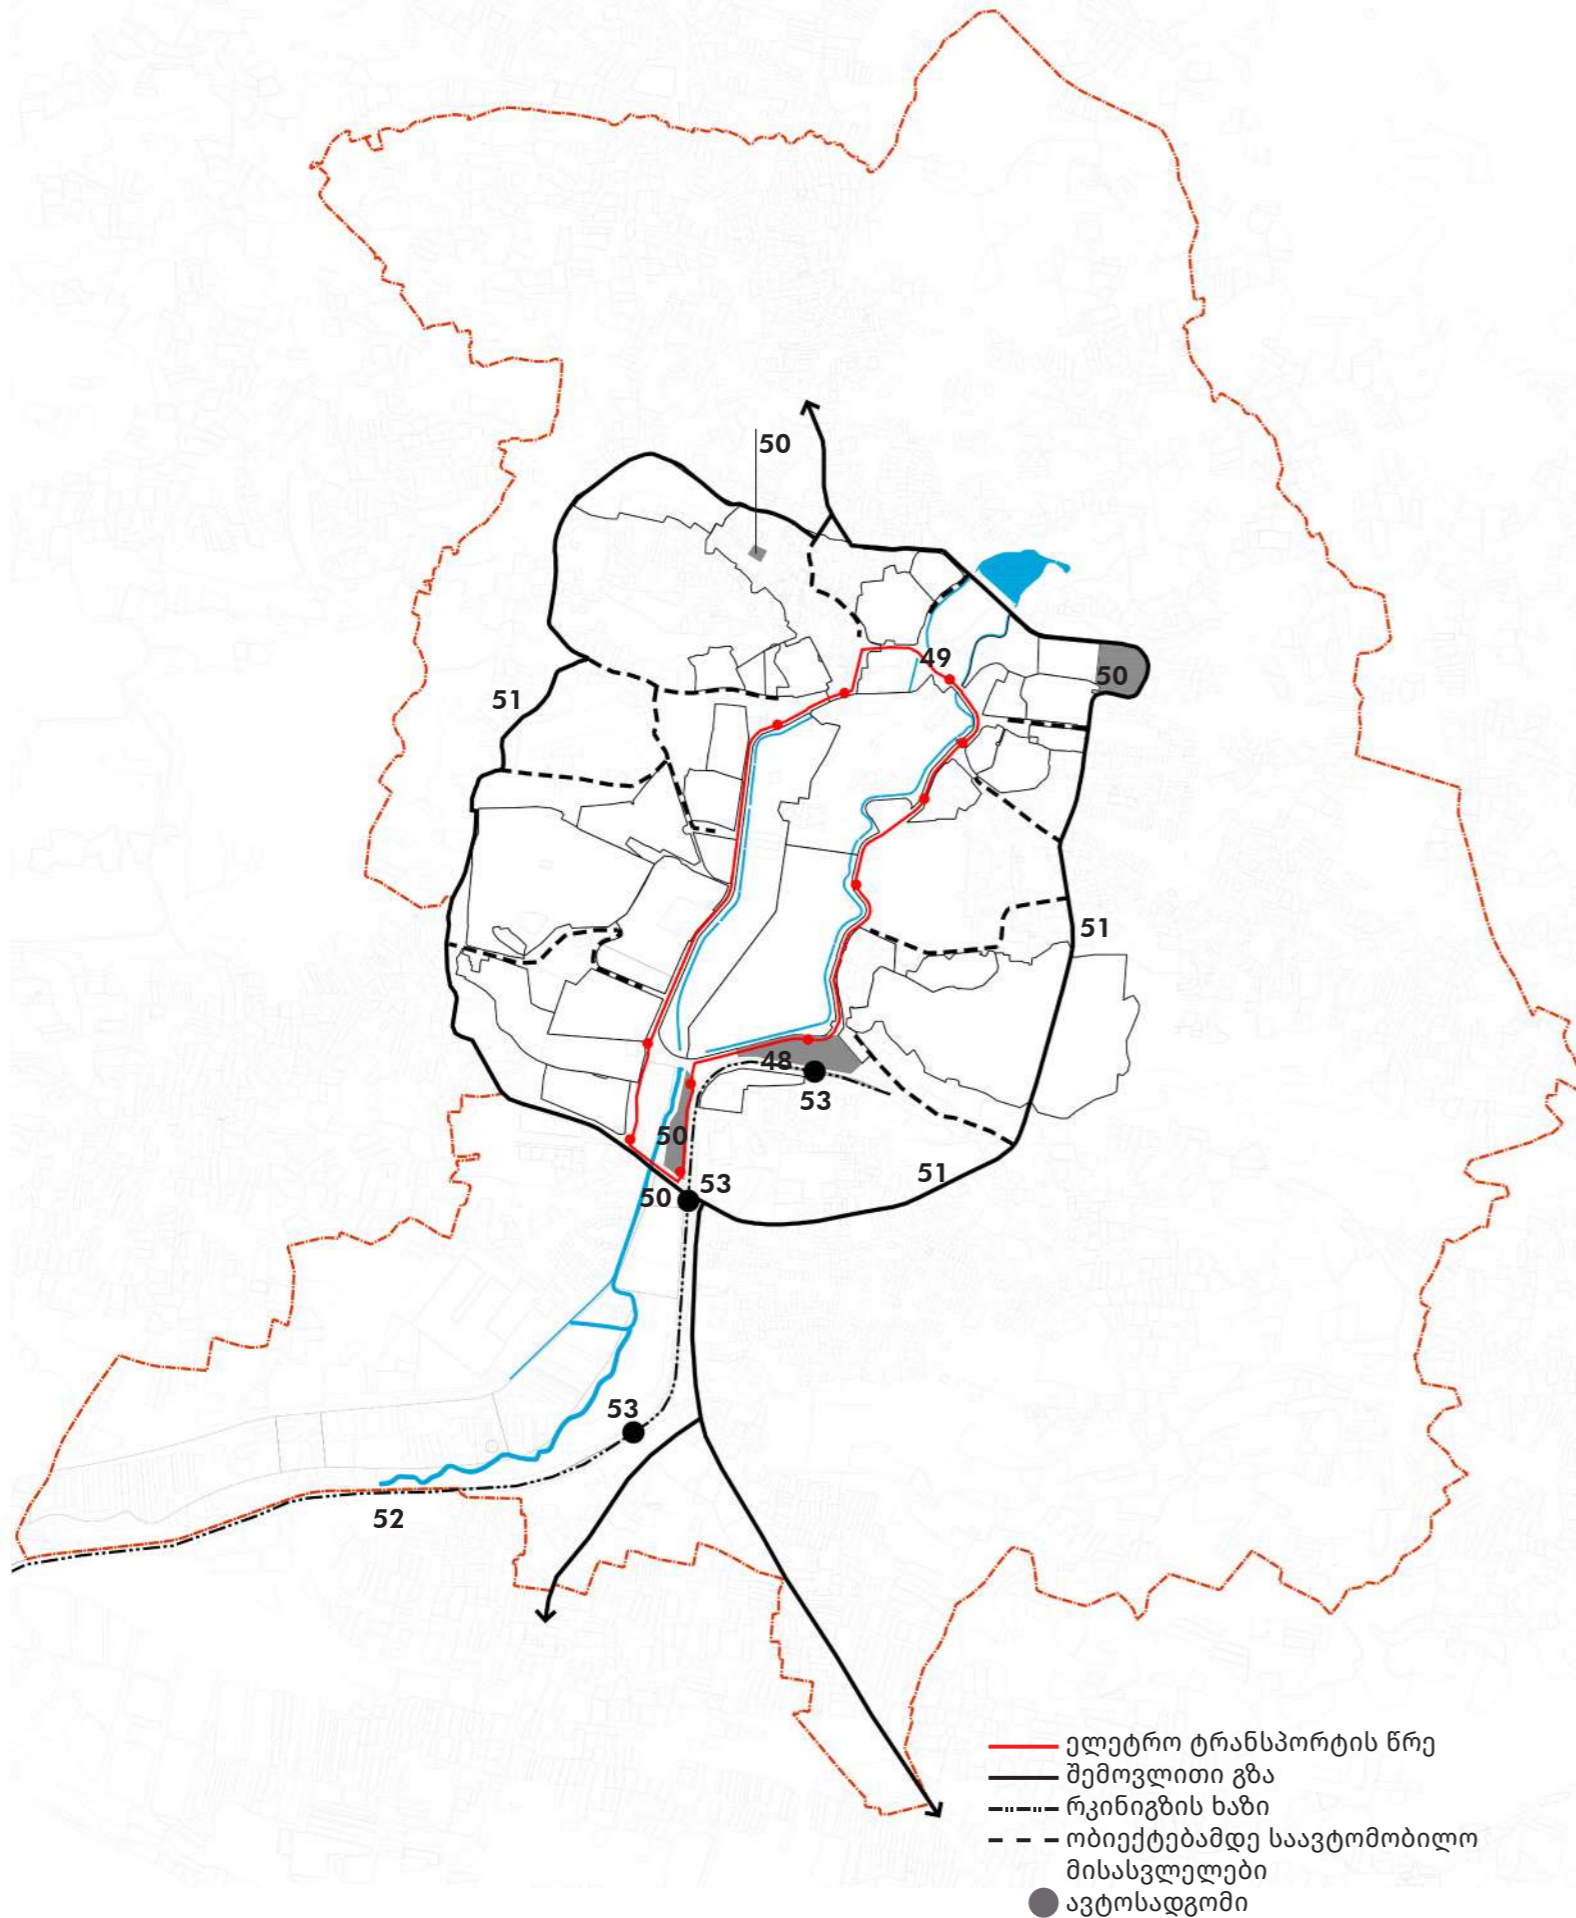 50
49
50
51
51
48
53
50
51
53
50
53
52
ელეტრო ტრანსპორტის წრე
შემოვლითი გზა
რკინიგზის ხაზი
ობიექტებამდე საავტომობილო
მისასვლელები
ავტოსადგომი